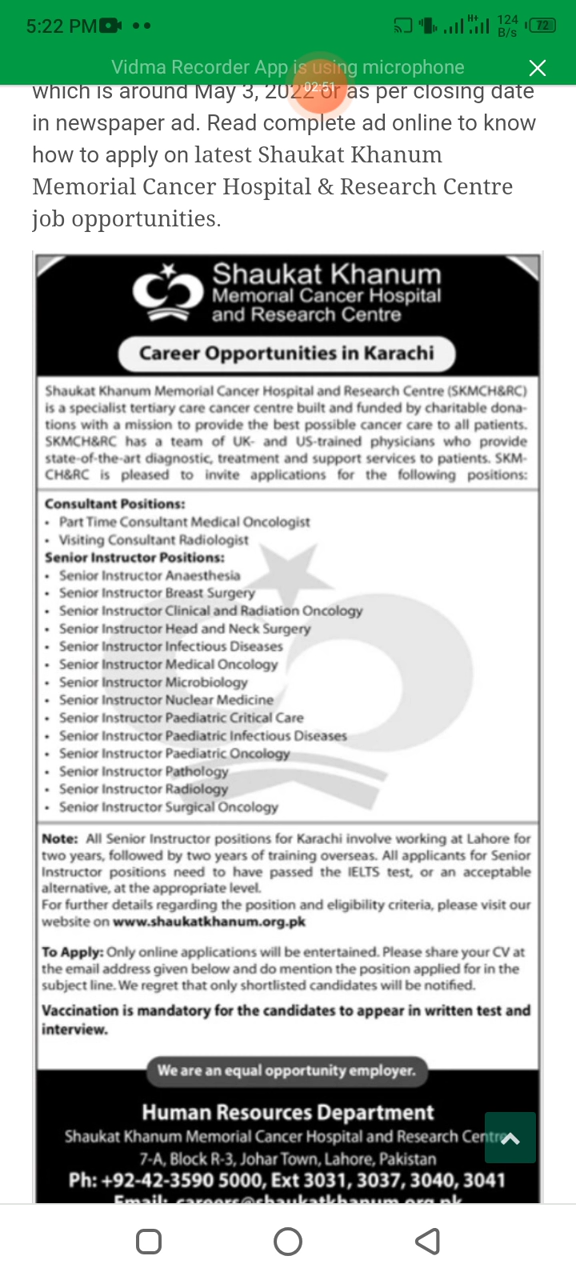 5:22 PM
H+
124
B/s
72
Vidma Recorder App is using microphone
02:51
which is around May 3, 2022 or as per closing date
in newspaper ad. Read complete ad online to know
how to apply on latest Shaukat Khanum
Memorial Cancer Hospital & Research Centre
job opportunities.
Shaukat Khanum
Memorial Cancer Hospital
and Research Centre
Career Opportunities in Karachi
Shaukat Khanum Memorial Cancer Hospital and Research Centre (SKMCH&RC)
is a specialist tertiary care cancer centre built and funded by charitable dona-
tions with a mission to provide the best possible cancer care to all patients.
SKMCH&RC has a team of UK- and US-trained physicians who provide
state-of-the-art diagnostic, treatment and support services to patients. SKM-
CH&RC is pleased to invite applications for the following positions:
Consultant Positions:
• Part Time Consultant Medical Oncologist
• Visiting Consultant Radiologist
Senior Instructor Positions:
• Senior Instructor Anaesthesia
• Senior Instructor Breast Surgery
• Senior Instructor Clinical and Radiation Oncology
• Senior Instructor Head and Neck Surgery
• Senior Instructor Infectious Diseases
• Senior Instructor Medical Oncology
• Senior Instructor Microbiology
• Senior Instructor Nuclear Medicine
• Senior Instructor Paediatric Critical Care
• Senior Instructor Paediatric Infectious Diseases
• Senior Instructor Paediatric Oncology
• Senior Instructor Pathology
• Senior Instructor Radiology
• Senior Instructor Surgical Oncology
Note: All Senior Instructor positions for Karachi involve working at Lahore for
two years, followed by two years of training overseas. All applicants for Senior
Instructor positions need to have passed the IELTS test, or an acceptable
alternative, at the appropriate level.
For further details regarding the position and eligibility criteria, please visit our
website on www.shaukatkhanum.org.pk
To Apply: Only online applications will be entertained. Please share your CV at
the email address given below and do mention the position applied for in the
subject line. We regret that only shortlisted candidates will be notified.
Vaccination is mandatory for the candidates to appear in written test and
interview.
We are an equal opportunity employer.
Human Resources Department
Shaukat Khanum Memorial Cancer Hospital and Research Centre
7-A, Block R-3, Johar Town, Lahore, Pakistan
Ph: +92-42-3590 5000, Ext 3031, 3037, 3040, 3041
Email: careers@shaukatkhanum.org.pk